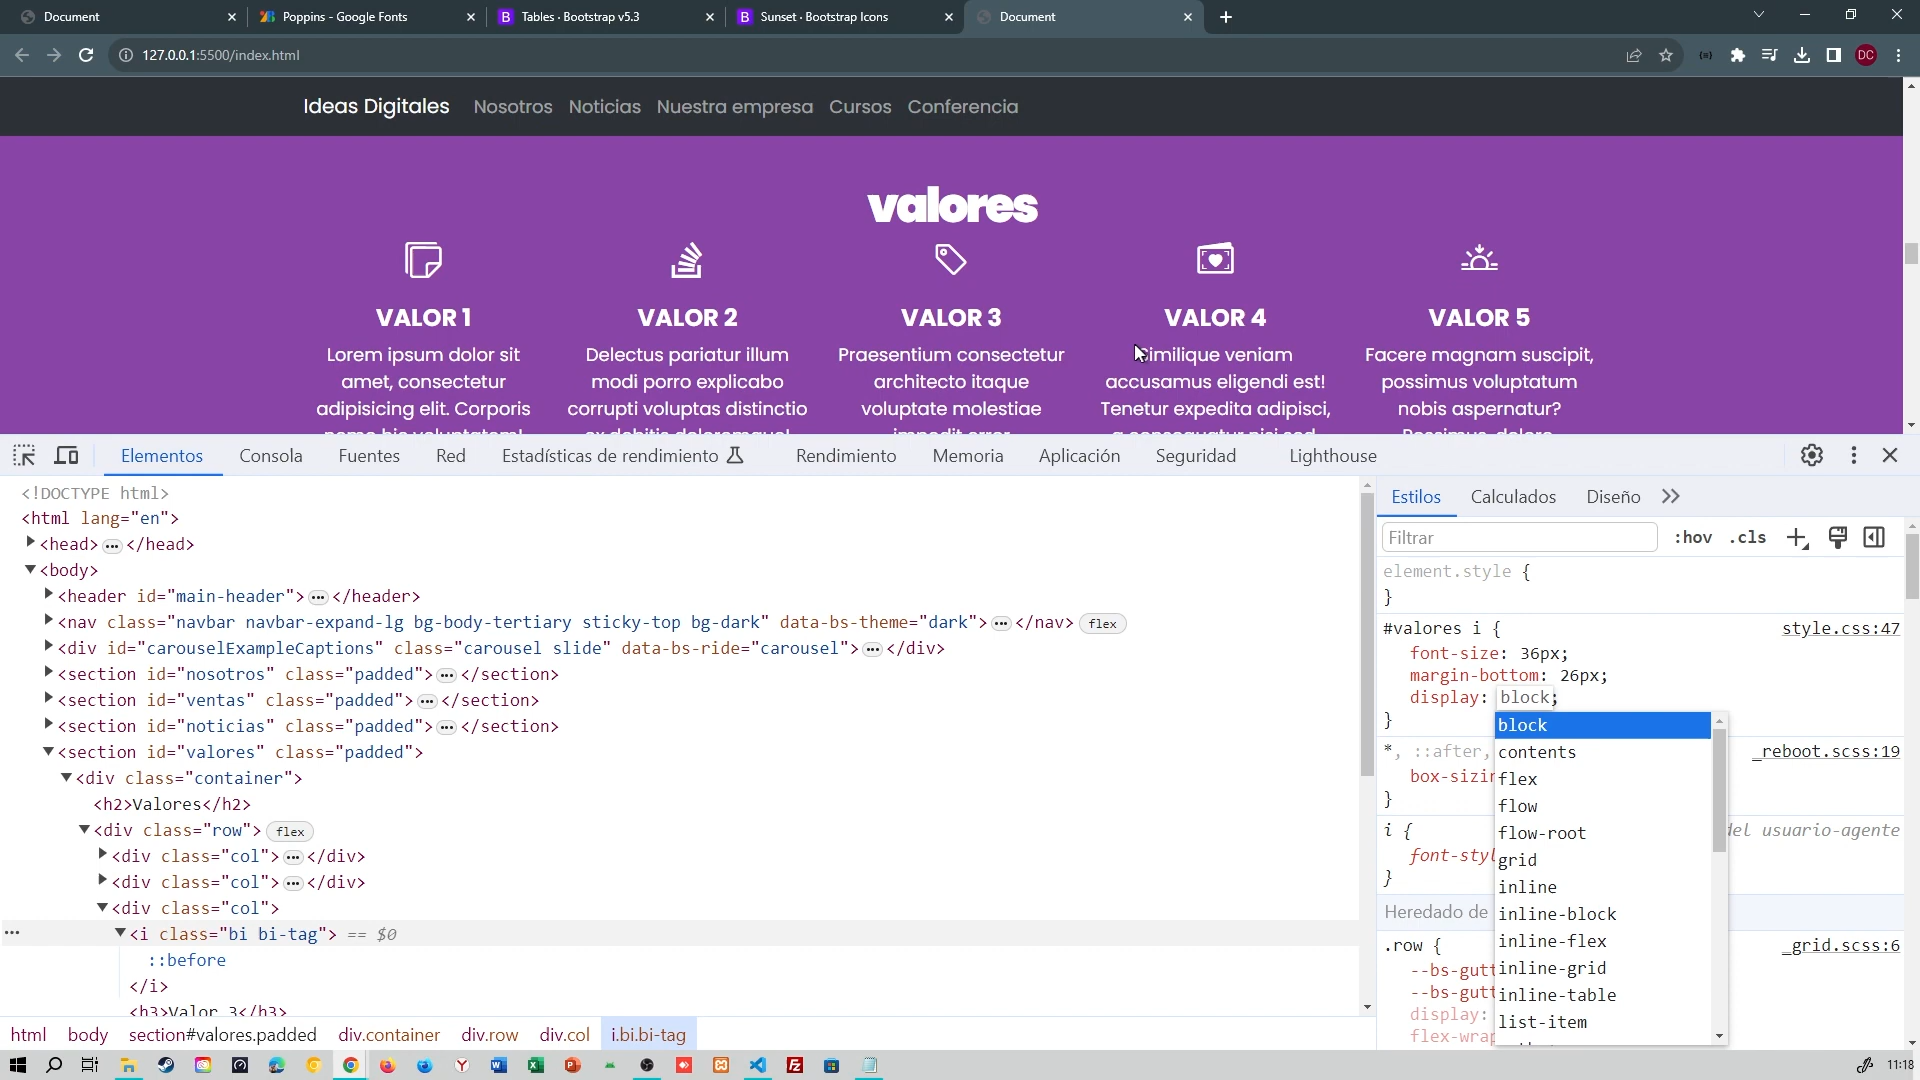 Document
Poppins - Google Fonts
Tables · Bootstrap v5.3
Sunset · Bootstrap Icons
Document
127.0.0.1:5500/index.html
DC
Ideas Digitales Nosotros Noticias Nuestra empresa Cursos Conferencia
valores
VALOR 1
VALOR 2
VALOR 3
VALOR 4
VALOR 5
Lorem ipsum dolor sit
amet, consectetur
adipisicing elit. Corporis
Delectus pariatur illum
modi porro explicabo
corrupti voluptas distinctio
Praesentium consectetur
architecto itaque
voluptate molestiae
Similique veniam
accusamus eligendi est!
Tenetur expedita adipisci,
Facere magnam suscipit,
possimus voluptatum
nobis aspernatur?
Elementos Consola Fuentes Red Estadísticas de rendimiento Rendimiento Memoria Aplicación Seguridad Lighthouse
<!DOCTYPE html>
<html lang="en">
<head>…</head>
<body>
<header id="main-header">…</header>
<nav class="navbar navbar-expand-lg bg-body-tertiary sticky-top bg-dark" data-bs-theme="dark">…</nav> flex
<div id="carouselExampleCaptions" class="carousel slide" data-bs-ride="carousel">…</div>
<section id="nosotros" class="padded">…</section>
<section id="ventas" class="padded">…</section>
<section id="noticias" class="padded">…</section>
<section id="valores" class="padded">
<div class="container">
<h2>Valores</h2>
<div class="row"> flex
<div class="col">…</div>
<div class="col">…</div>
<div class="col">
<i class="bi bi-tag"> == $0
::before
</i>
<h3>Valor 3</h3>
html body section#valores.padded div.container div.row div.col i.bi.bi-tag
Estilos Calculados Diseño
Filtrar
:hov .cls
element.style {
}
#valores i { style.css:47
font-size: 36px;
margin-bottom: 26px;
display: block;
}
*, ::after, _reboot.scss:19
box-sizin
}
i { del usuario-agente
font-styl
}
Heredado de
.row { _grid.scss:6
--bs-gutt
--bs-gutt
display:
flex-wrap
block
contents
flex
flow
flow-root
grid
inline
inline-block
inline-flex
inline-grid
inline-table
list-item
11:18